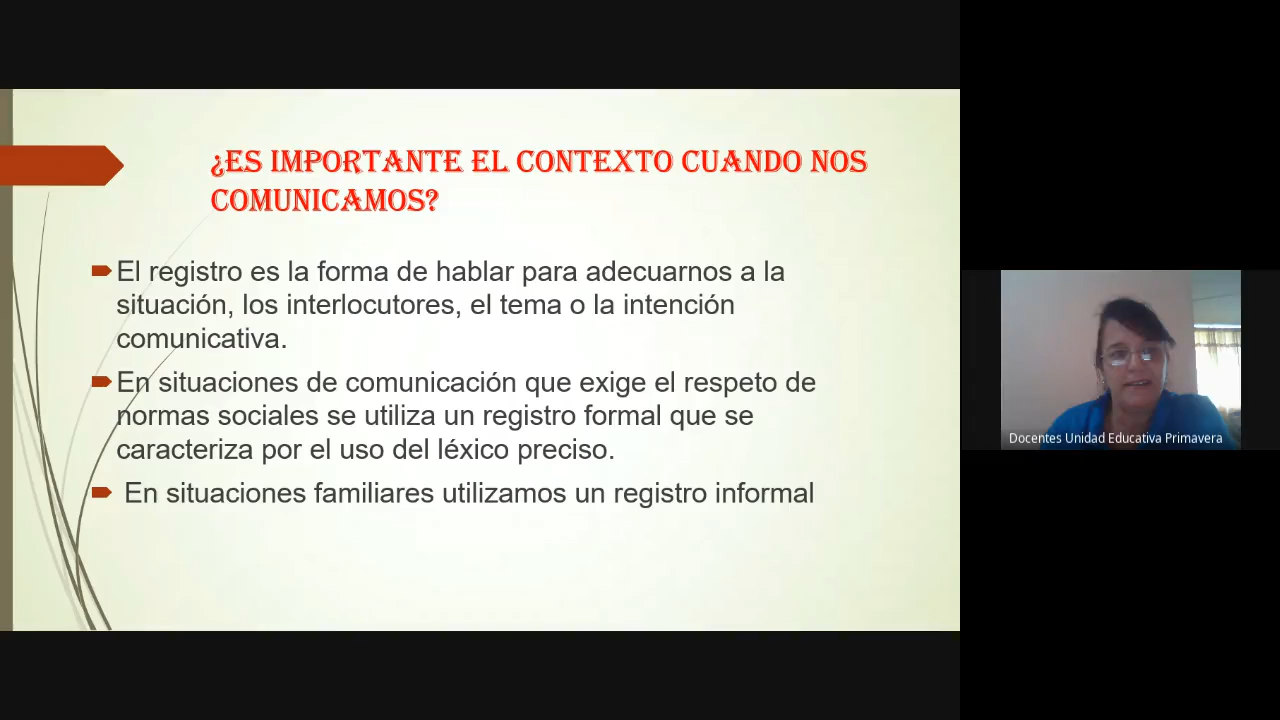 ¿ES IMPORTANTE EL CONTEXTO CUANDO NOS
COMUNICAMOS?
El registro es la forma de hablar para adecuarnos a la
situación, los interlocutores, el tema o la intención
comunicativa.
En situaciones de comunicación que exige el respeto de
normas sociales se utiliza un registro formal que se
caracteriza por el uso del léxico preciso.
En situaciones familiares utilizamos un registro informal
Docentes Unidad Educativa Primavera